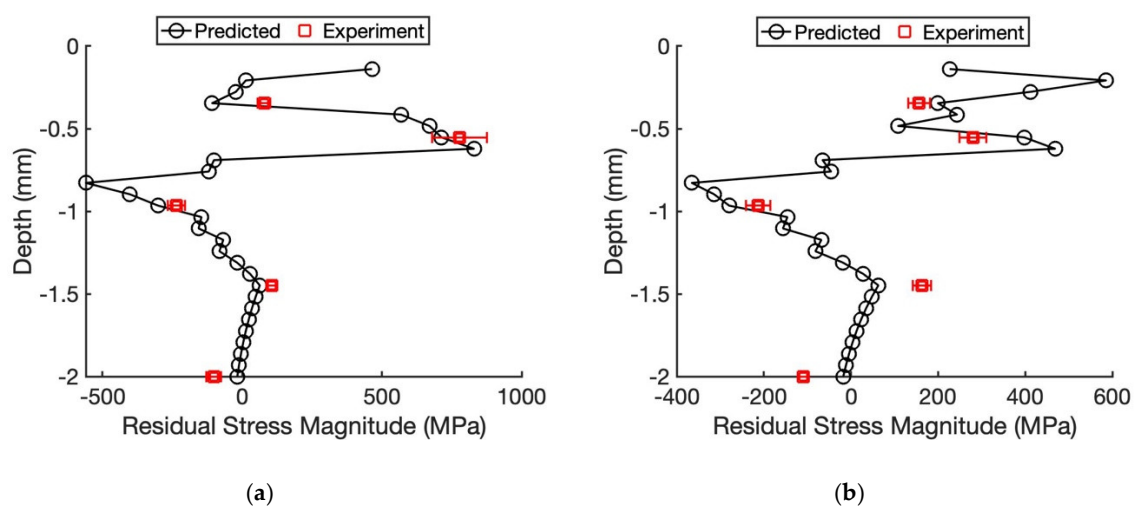 Predicted Experiment
0
-0.5
-1
-1.5
-2
Depth (mm)
-500 0 500 1000
Residual Stress Magnitude (MPa)
(a)
Predicted Experiment
0
-0.5
-1
-1.5
-2
Depth (mm)
-400 -200 0 200 400 600
Residual Stress Magnitude (MPa)
(b)